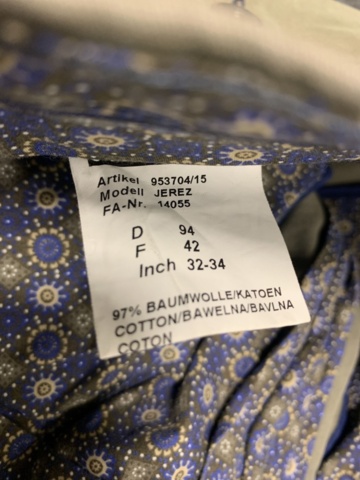 Artikel 953704/15
Modell JEREZ
FA-Nr. 14055
D 94
F 42
Inch 32-34
97% BAUMWOLLE/KATOEN
COTTON/BAWELNA/BAVLNA
COTON